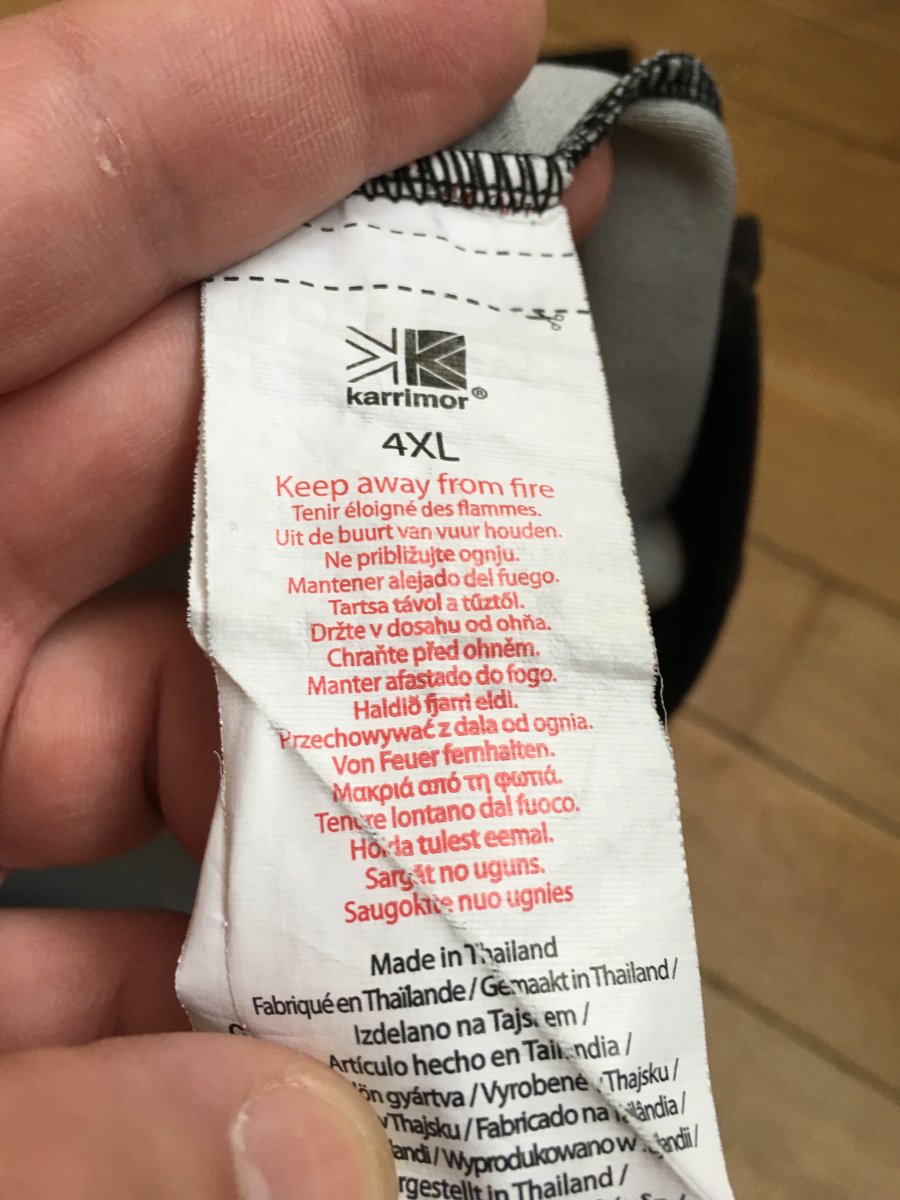 karrimor®
4XL
Keep away from fire
Tenir éloigné des flammes.
Uit de buurt van vuur houden.
Ne približujte ognju.
Mantener alejado del fuego.
Tartsa távol a tűztől.
Držte v dosahu od ohňa.
Chraňte před ohněm.
Manter afastado do fogo.
Haldið fjarri eldi.
Przechowywać z dala od ognia.
Von Feuer fernhalten.
Μακριά από τη φωτιά.
Tenere lontano dal fuoco.
Hoida tulest eemal.
Sargāt no uguns.
Saugokite nuo ugnies
Made in Thailand
Fabriqué en Thaïlande / Gemaakt in Thailand /
Izdelano na /
Artículo hecho en Tailandia /
gyártva / Vyrobené Thajsku /
v Thajsku / Fabricado na Tailândia /
/ Wyprodukowano w /
in Thailand /